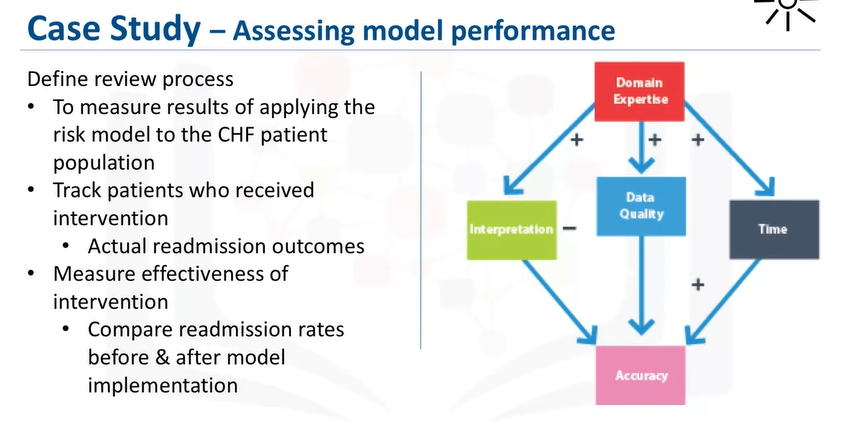 Case Study – Assessing model performance
Define review process
• To measure results of applying the
risk model to the CHF patient
population
• Track patients who received
intervention
• Actual readmission outcomes
• Measure effectiveness of
intervention
• Compare readmission rates
before & after model
implementation
Domain
Expertise
+ + +
Data
Quality
Interpretation –
Time
+
Accuracy